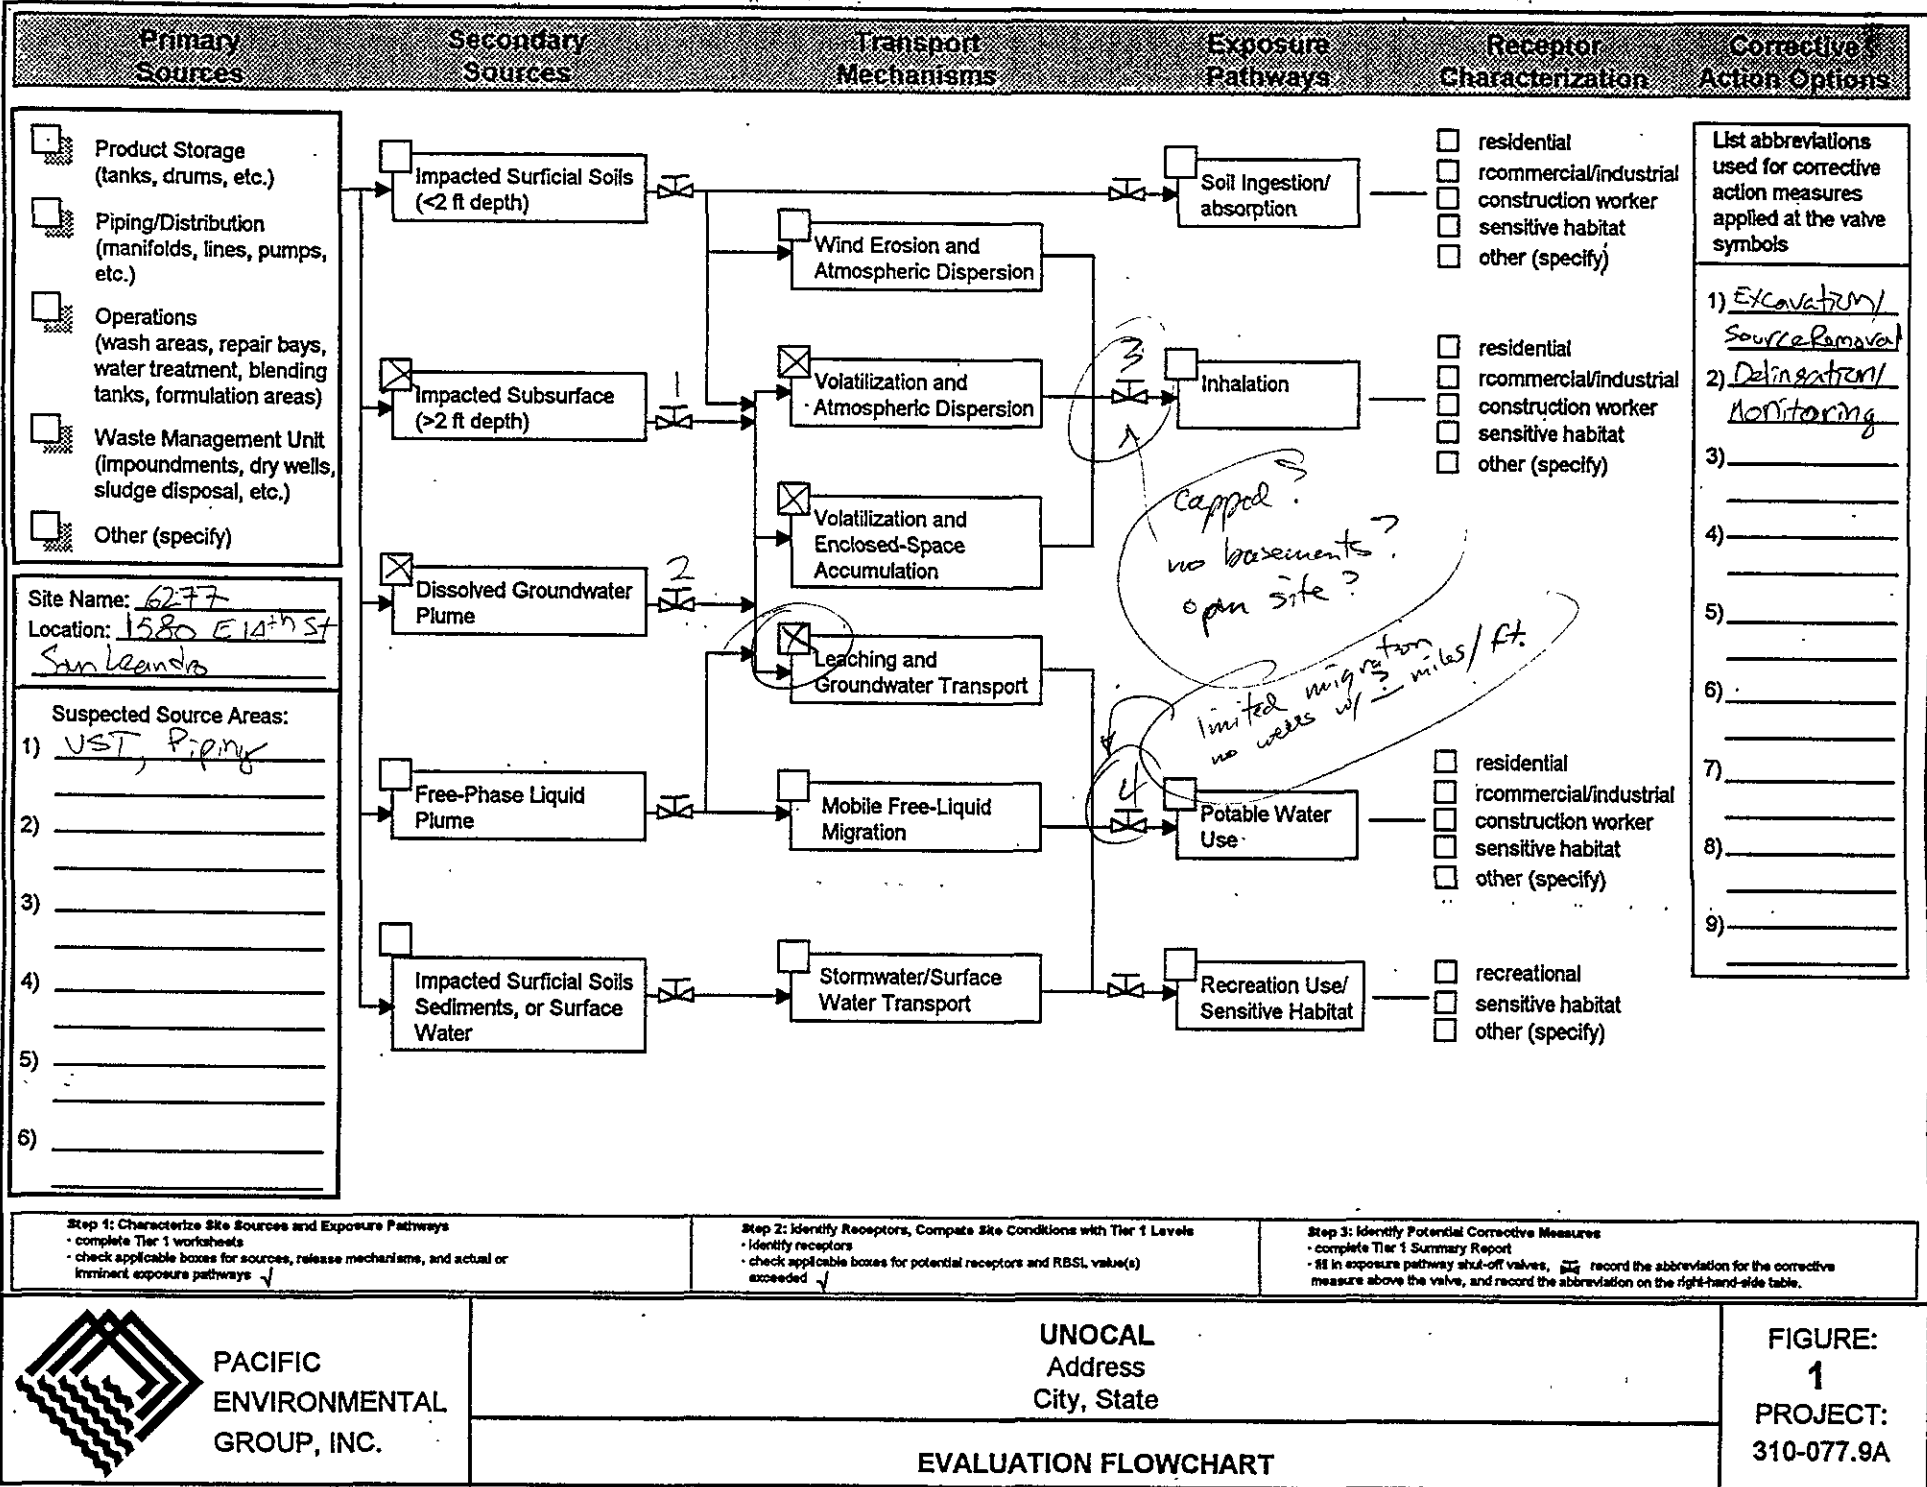 Primary
Sources
Secondary
Sources
Transport
Mechanisms
Exposure
Pathways
Receptor
Characterization
Corrective
Action Options
Product Storage
(tanks, drums, etc.)
Piping/Distribution
(manifolds, lines, pumps,
etc.)
Operations
(wash areas, repair bays,
water treatment, blending
tanks, formulation areas)
Waste Management Unit
(impoundments, dry wells,
sludge disposal, etc.)
Other (specify)
Site Name: 6277
Location: 1580 E 14th St
San Leandro
Suspected Source Areas:
1) UST, Piping
2)
3)
4)
5)
6)
Impacted Surficial Soils
(<2 ft depth)
Impacted Subsurface
(>2 ft depth)
1
Dissolved Groundwater
Plume
2
Free-Phase Liquid
Plume
Impacted Surficial Soils
Sediments, or Surface
Water
Wind Erosion and
Atmospheric Dispersion
Volatilization and
Atmospheric Dispersion
Volatilization and
Enclosed-Space
Accumulation
Leaching and
Groundwater Transport
Mobile Free-Liquid
Migration
Stormwater/Surface
Water Transport
3
capped?
no basements?
open site?
limited migration
no wells w/ ? miles/ft.
4
Soil Ingestion/
absorption
Inhalation
Potable Water
Use
Recreation Use/
Sensitive Habitat
residential
rcommercial/industrial
construction worker
sensitive habitat
other (specify)
residential
rcommercial/industrial
construction worker
sensitive habitat
other (specify)
residential
rcommercial/industrial
construction worker
sensitive habitat
other (specify)
recreational
sensitive habitat
other (specify)
List abbreviations
used for corrective
action measures
applied at the valve
symbols
1) Excavation/
Source Removal
2) Delineation/
Monitoring
3)
4)
5)
6)
7)
8)
9)
Step 1: Characterize Site Sources and Exposure Pathways
· complete Tier 1 worksheets
· check applicable boxes for sources, release mechanisms, and actual or
imminent exposure pathways √
Step 2: Identify Receptors, Compate Site Conditions with Tier 1 Levels
· identify receptors
· check applicable boxes for potential receptors and RBSL value(s)
exceeded √
Step 3: Identify Potential Corrective Measures
· complete Tier 1 Summary Report
· fill in exposure pathway shut-off valves, record the abbreviation for the corrective
measure above the valve, and record the abbreviation on the right-hand-side table.
PACIFIC
ENVIRONMENTAL
GROUP, INC.
UNOCAL
Address
City, State
EVALUATION FLOWCHART
FIGURE:
1
PROJECT:
310-077.9A